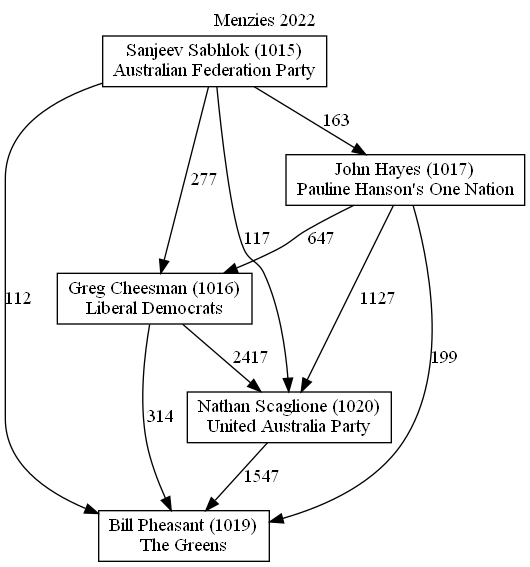 Menzies 2022
Sanjeev Sabhlok (1015)
Australian Federation Party
163
John Hayes (1017)
Pauline Hanson's One Nation
277
117
647
Greg Cheesman (1016)
Liberal Democrats
112
1127
199
2417
Nathan Scaglione (1020)
United Australia Party
314
1547
Bill Pheasant (1019)
The Greens